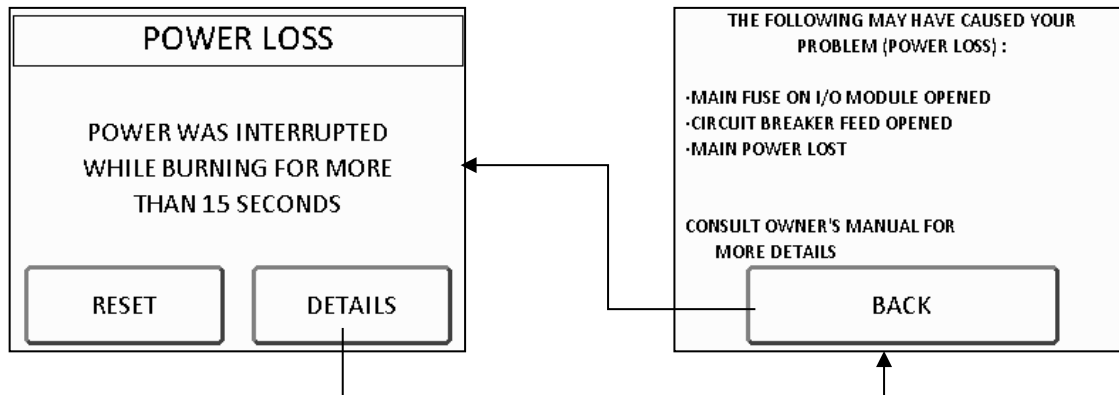 POWER LOSS
POWER WAS INTERRUPTED
WHILE BURNING FOR MORE
THAN 15 SECONDS
RESET
DETAILS
THE FOLLOWING MAY HAVE CAUSED YOUR
PROBLEM (POWER LOSS) :
·MAIN FUSE ON I/O MODULE OPENED
·CIRCUIT BREAKER FEED OPENED
·MAIN POWER LOST
CONSULT OWNER'S MANUAL FOR
MORE DETAILS
BACK